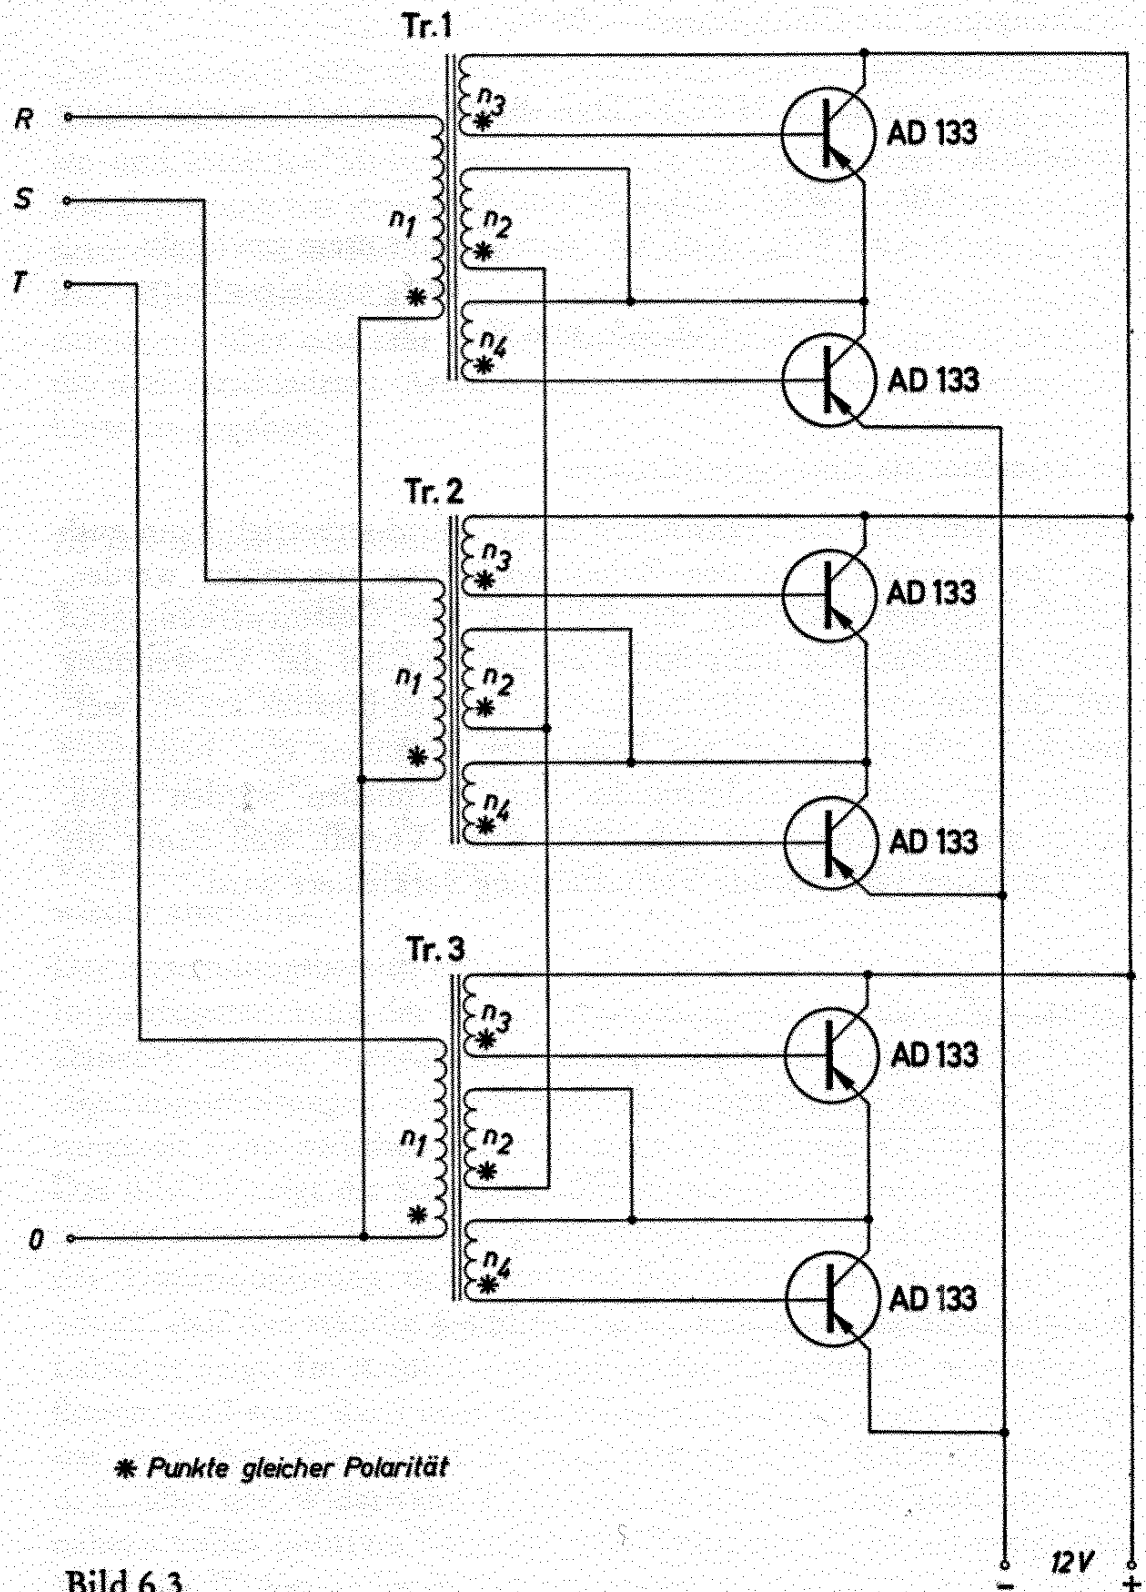 Tr.1
R
n3
✱
AD 133
S
n1
n2
✱
T
✱
n4
✱
AD 133
Tr. 2
n3
✱
AD 133
n1
n2
✱
✱
n4
✱
AD 133
Tr. 3
n3
✱
AD 133
n1
n2
✱
✱
0
n4
✱
AD 133
✱ Punkte gleicher Polarität
12V
− +
Bild 6.3